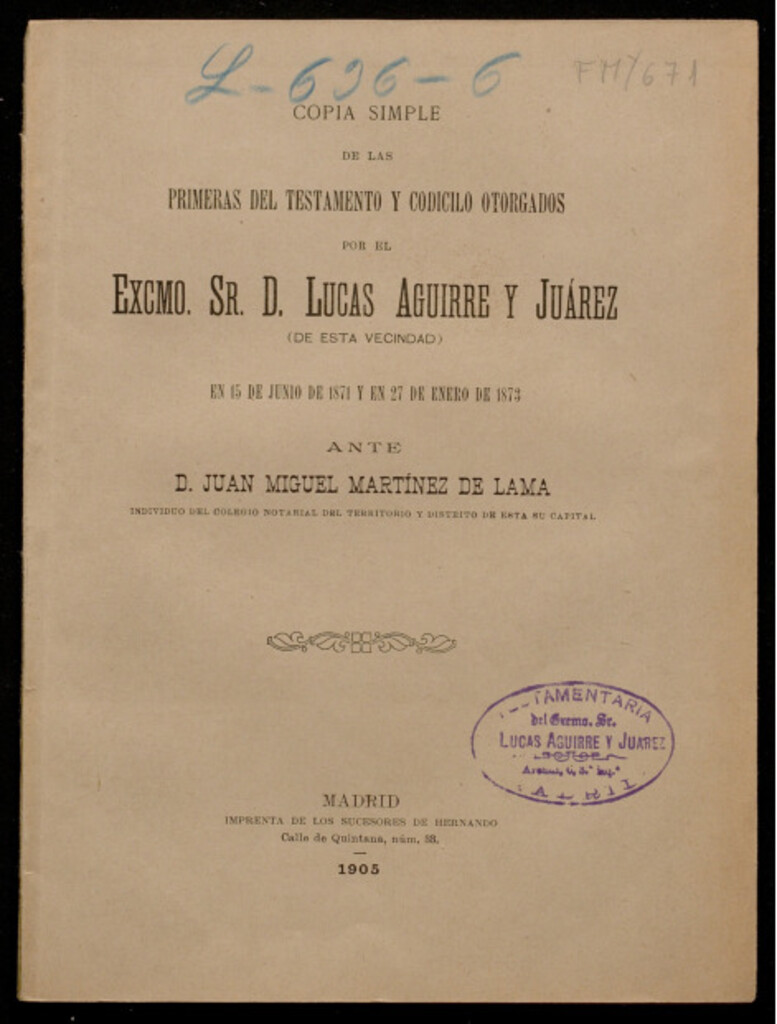 L-696-6
FM/671
COPIA SIMPLE
DE LAS
PRIMERAS DEL TESTAMENTO Y CODICILO OTORGADOS
POR EL
EXCMO. SR. D. LUCAS AGUIRRE Y JUÁREZ
(DE ESTA VECINDAD)
EN 15 DE JUNIO DE 1871 Y EN 27 DE ENERO DE 1873
ANTE
D. JUAN MIGUEL MARTÍNEZ DE LAMA
INDIVIDUO DEL COLEGIO NOTARIAL DEL TERRITORIO Y DISTRITO DE ESTA SU CAPITAL
TAMENTARIA
del Excmo. Sr.
LUCAS AGUIRRE Y JUAREZ
MADRID
IMPRENTA DE LOS SUCESORES DE HERNANDO
Calle de Quintana, núm. 33.
1905